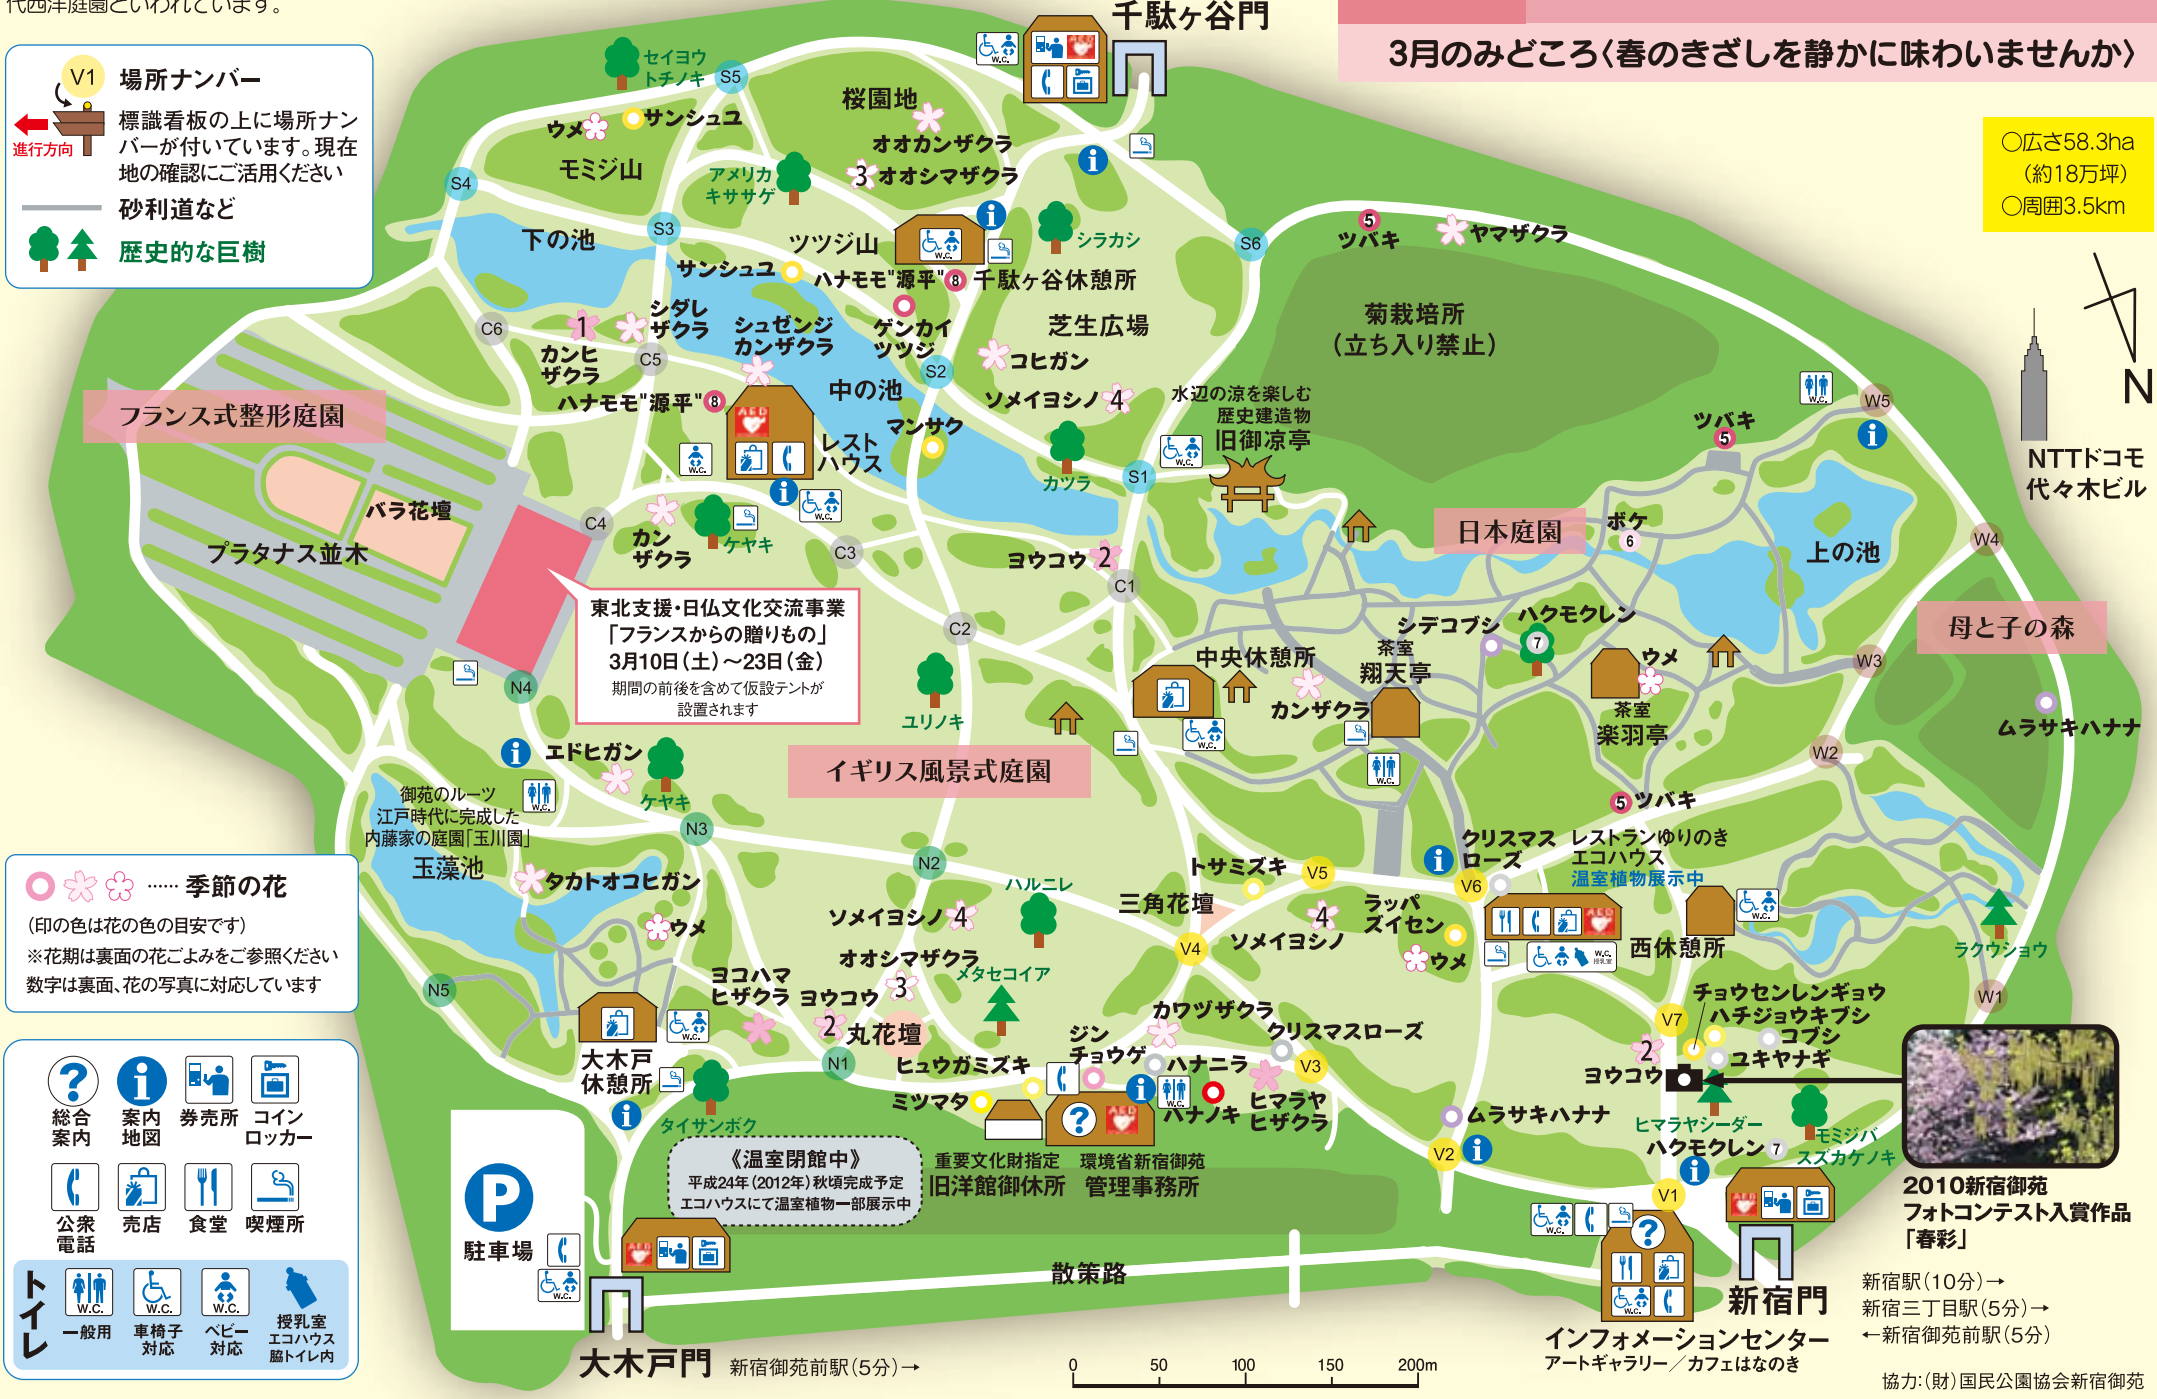 代西洋庭園といわれています。
3月のみどころ〈春のきざしを静かに味わいませんか〉
○広さ58.3ha
(約18万坪)
○周囲3.5km
N
NTTドコモ
代々木ビル
V1
場所ナンバー
標識看板の上に場所ナン
バーが付いています。現在
地の確認にご活用ください
進行方向
砂利道など
歴史的な巨樹
千駄ヶ谷門
W.C.
AED
セイヨウ
トチノキ
S5
ウメ
サンシュユ
モミジ山
桜園地
オオカンザクラ
3
オオシマザクラ
アメリカ
キササゲ
S4
S3
下の池
ツツジ山
W.C.
シラカシ
サンシュユ
ハナモモ"源平"
8
千駄ヶ谷休憩所
S6
5
ツバキ
ヤマザクラ
菊栽培所
(立ち入り禁止)
芝生広場
C6
1
カンヒ
ザクラ
シダレ
ザクラ
C5
シュゼンジ
カンザクラ
ゲンカイ
ツツジ
S2
コヒガン
中の池
ハナモモ"源平"
8
AED
レスト
ハウス
W.C.
W.C.
マンサク
ソメイヨシノ
4
カツラ
S1
W.C.
水辺の涼を楽しむ
歴史建造物
旧御凉亭
W.C.
W5
ツバキ
5
フランス式整形庭園
バラ花壇
プラタナス並木
C4
カン
ザクラ
ケヤキ
C3
ヨウコウ
2
C1
日本庭園
ボケ
6
上の池
W4
母と子の森
東北支援・日仏文化交流事業
「フランスからの贈りもの」
3月10日(土)〜23日(金)
期間の前後を含めて仮設テントが
設置されます
C2
ユリノキ
中央休憩所
W.C.
カンザクラ
茶室
翔天亭
シデコブシ
ハクモクレン
7
ウメ
茶室
楽羽亭
W3
ムラサキハナナ
W2
W.C.
N4
エドヒガン
ケヤキ
W.C.
イギリス風景式庭園
御苑のルーツ
江戸時代に完成した
内藤家の庭園「玉川園」
玉藻池
N3
N2
5
ツバキ
クリスマス
ローズ
V6
レストランゆりのき
エコハウス
温室植物展示中
AED
W.C.
授乳室
西休憩所
W.C.
トサミズキ
V5
三角花壇
V4
4
ソメイヨシノ
ラッパ
ズイセン
ウメ
ラクウショウ
W1
タカトオコヒガン
ウメ
ハルニレ
ソメイヨシノ
4
オオシマザクラ
3
メタセコイア
N5
ヨコハマ
ヒザクラ
ヨウコウ
2
丸花壇
N1
W.C.
大木戸
休憩所
タイサンボク
カワヅザクラ
ジン
チョウゲ
ハナニラ
クリスマスローズ
V3
ヒュウガミズキ
ミツマタ
AED
W.C.
ハナノキ
ヒマラヤ
ヒザクラ
重要文化財指定
旧洋館御休所
環境省新宿御苑
管理事務所
V7
チョウセンレンギョウ
ハチジョウキブシ
コブシ
ユキヤナギ
2
ヨウコウ
ヒマラヤシーダー
モミジバ
スズカケノキ
ムラサキハナナ
V2
ハクモクレン
7
V1
2010新宿御苑
フォトコンテスト入賞作品
「春彩」
《温室閉館中》
平成24年(2012年)秋頃完成予定
エコハウスにて温室植物一部展示中
P
駐車場
W.C.
AED
大木戸門
新宿御苑前駅(5分)→
散策路
W.C.
W.C.
AED
新宿門
インフォメーションセンター
アートギャラリー／カフェはなのき
新宿駅(10分)→
新宿三丁目駅(5分)→
←新宿御苑前駅(5分)
0 50 100 150 200m
協力:(財)国民公園協会新宿御苑
……季節の花
(印の色は花の色の目安です)
※花期は裏面の花ごよみをご参照ください
数字は裏面、花の写真に対応しています
総合
案内
案内
地図
券売所
コイン
ロッカー
公衆
電話
売店
食堂
喫煙所
トイレ
W.C.
一般用
W.C.
車椅子
対応
W.C.
ベビー
対応
授乳室
エコハウス
脇トイレ内